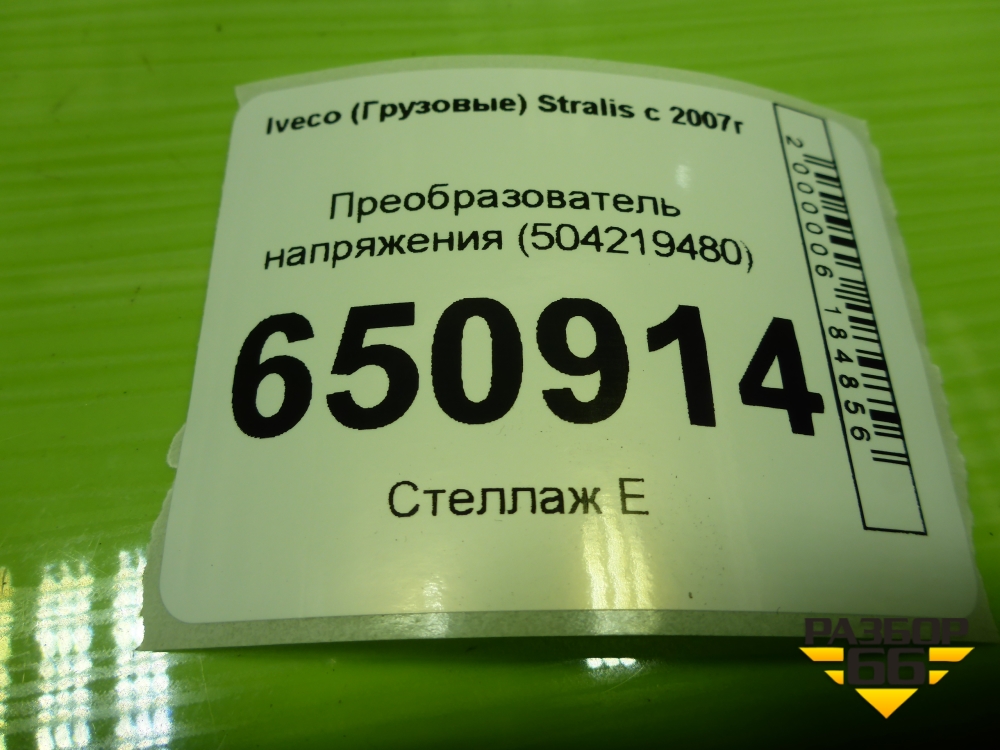 Iveco (Грузовые) Stralis с 2007г
Преобразователь
напряжения (504219480)
650914
Стеллаж Е
2000006184856
РАЗБОР
66